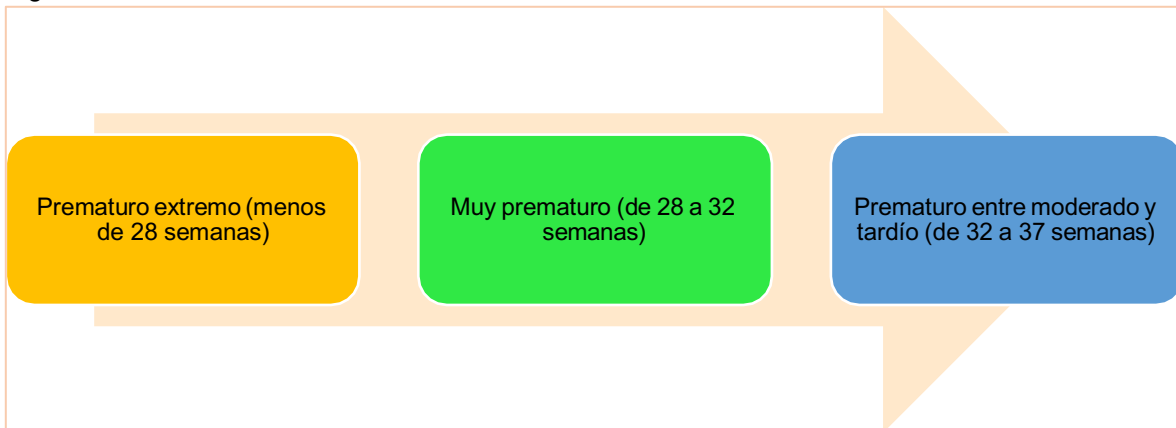 Prematuro extremo (menos
de 28 semanas)
Muy prematuro (de 28 a 32
semanas)
Prematuro entre moderado y
tardío (de 32 a 37 semanas)